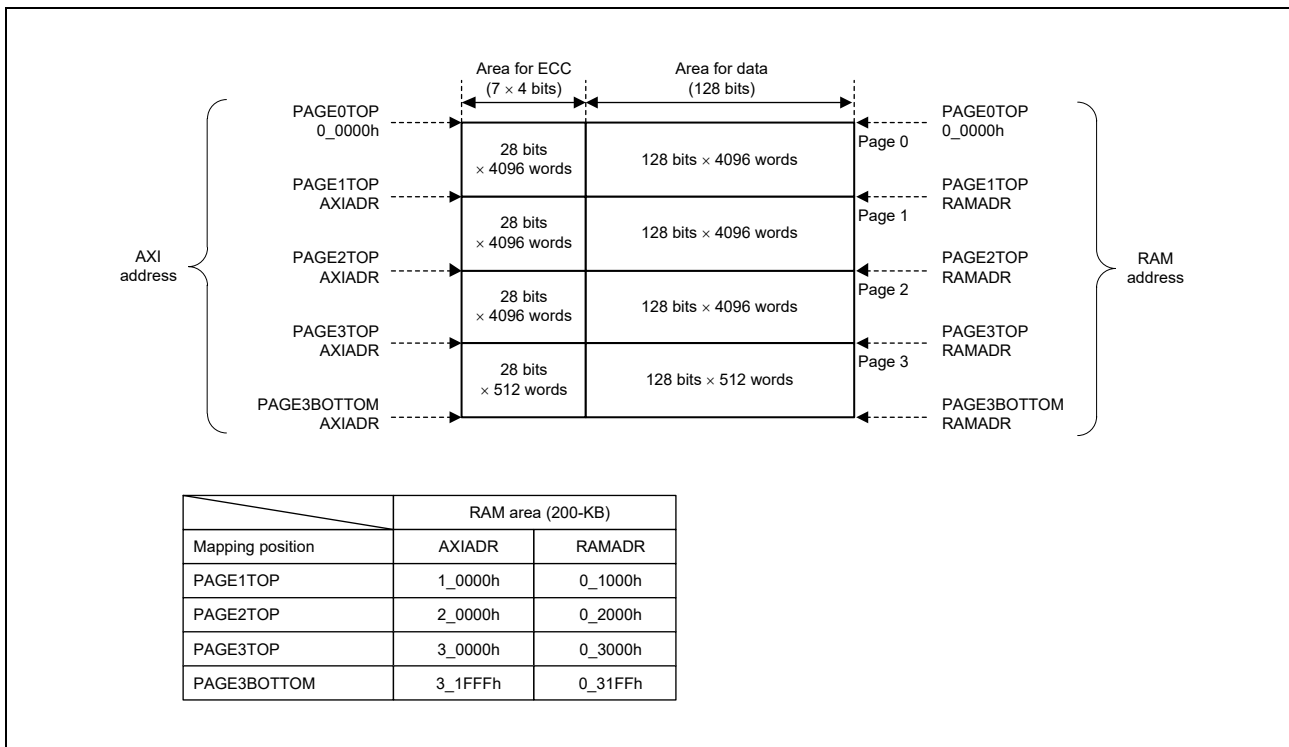 Area for ECC
(7 × 4 bits)
Area for data
(128 bits)
PAGE0TOP
0_0000h
PAGE0TOP
0_0000h
Page 0
28 bits
× 4096 words
128 bits × 4096 words
PAGE1TOP
AXIADR
PAGE1TOP
RAMADR
Page 1
28 bits
× 4096 words
128 bits × 4096 words
AXI
address
PAGE2TOP
AXIADR
PAGE2TOP
RAMADR
RAM
address
Page 2
28 bits
× 4096 words
128 bits × 4096 words
PAGE3TOP
AXIADR
PAGE3TOP
RAMADR
Page 3
28 bits
× 512 words
128 bits × 512 words
PAGE3BOTTOM
AXIADR
PAGE3BOTTOM
RAMADR
RAM area (200-KB)
Mapping position AXIADR RAMADR
PAGE1TOP 1_0000h 0_1000h
PAGE2TOP 2_0000h 0_2000h
PAGE3TOP 3_0000h 0_3000h
PAGE3BOTTOM 3_1FFFh 0_31FFh